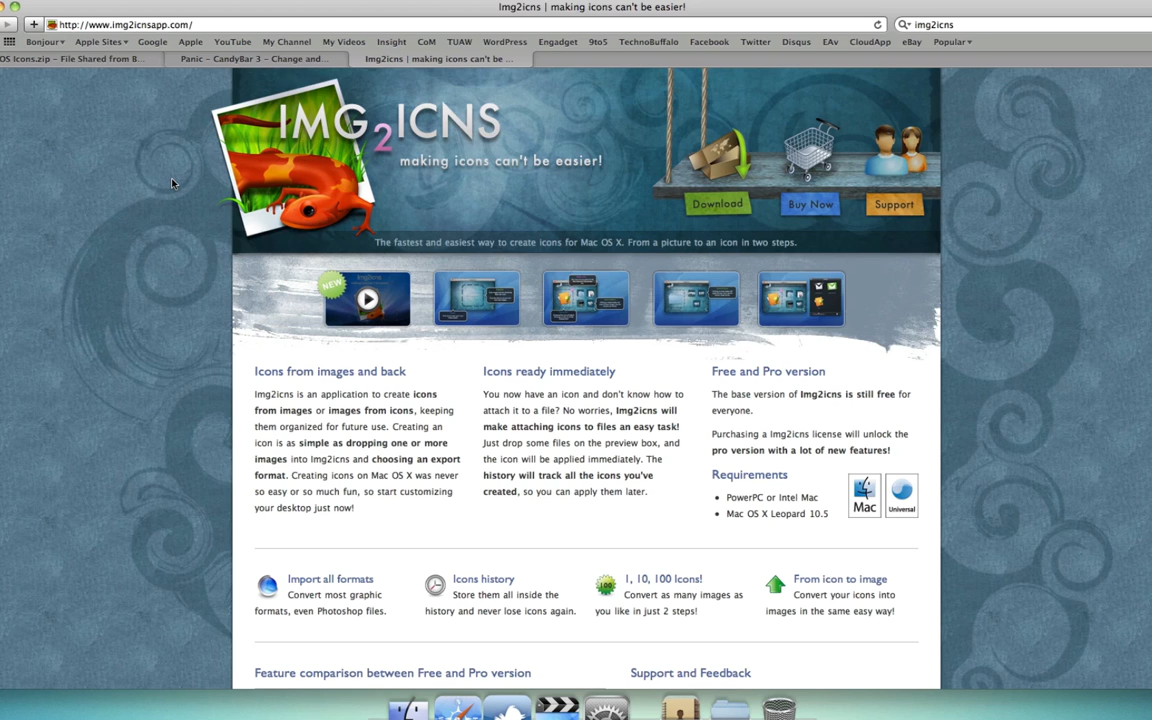 Img2icns | making icons can't be easier!
http://www.img2icnsapp.com/
img2icns
Bonjour Apple Sites Google Apple YouTube My Channel My Videos Insight CoM TUAW WordPress Engadget 9to5 TechnoBuffalo Facebook Twitter Disqus EAv CloudApp eBay Popular
OS Icons.zip – File Shared from B... Panic – CandyBar 3 – Change and... Img2icns | making icons can't be ...
IMG2ICNS
making icons can't be easier!
Download Buy Now Support
The fastest and easiest way to create icons for Mac OS X. From a picture to an icon in two steps.
NEW
Icons from images and back
Img2icns is an application to create icons
from images or images from icons, keeping
them organized for future use. Creating an
icon is as simple as dropping one or more
images into Img2icns and choosing an export
format. Creating icons on Mac OS X was never
so easy or so much fun, so start customizing
your desktop just now!
Icons ready immediately
You now have an icon and don't know how to
attach it to a file? No worries, Img2icns will
make attaching icons to files an easy task!
Just drop some files on the preview box, and
the icon will be applied immediately. The
history will track all the icons you've
created, so you can apply them later.
Free and Pro version
The base version of Img2icns is still free for
everyone.
Purchasing a Img2icns license will unlock the
pro version with a lot of new features!
Requirements
PowerPC or Intel Mac
Mac OS X Leopard 10.5
Mac
Universal
Import all formats
Convert most graphic
formats, even Photoshop files.
Icons history
Store them all inside the
history and never lose icons again.
100
1, 10, 100 Icons!
Convert as many images as
you like in just 2 steps!
From icon to image
Convert your icons into
images in the same easy way!
Feature comparison between Free and Pro version
Support and Feedback